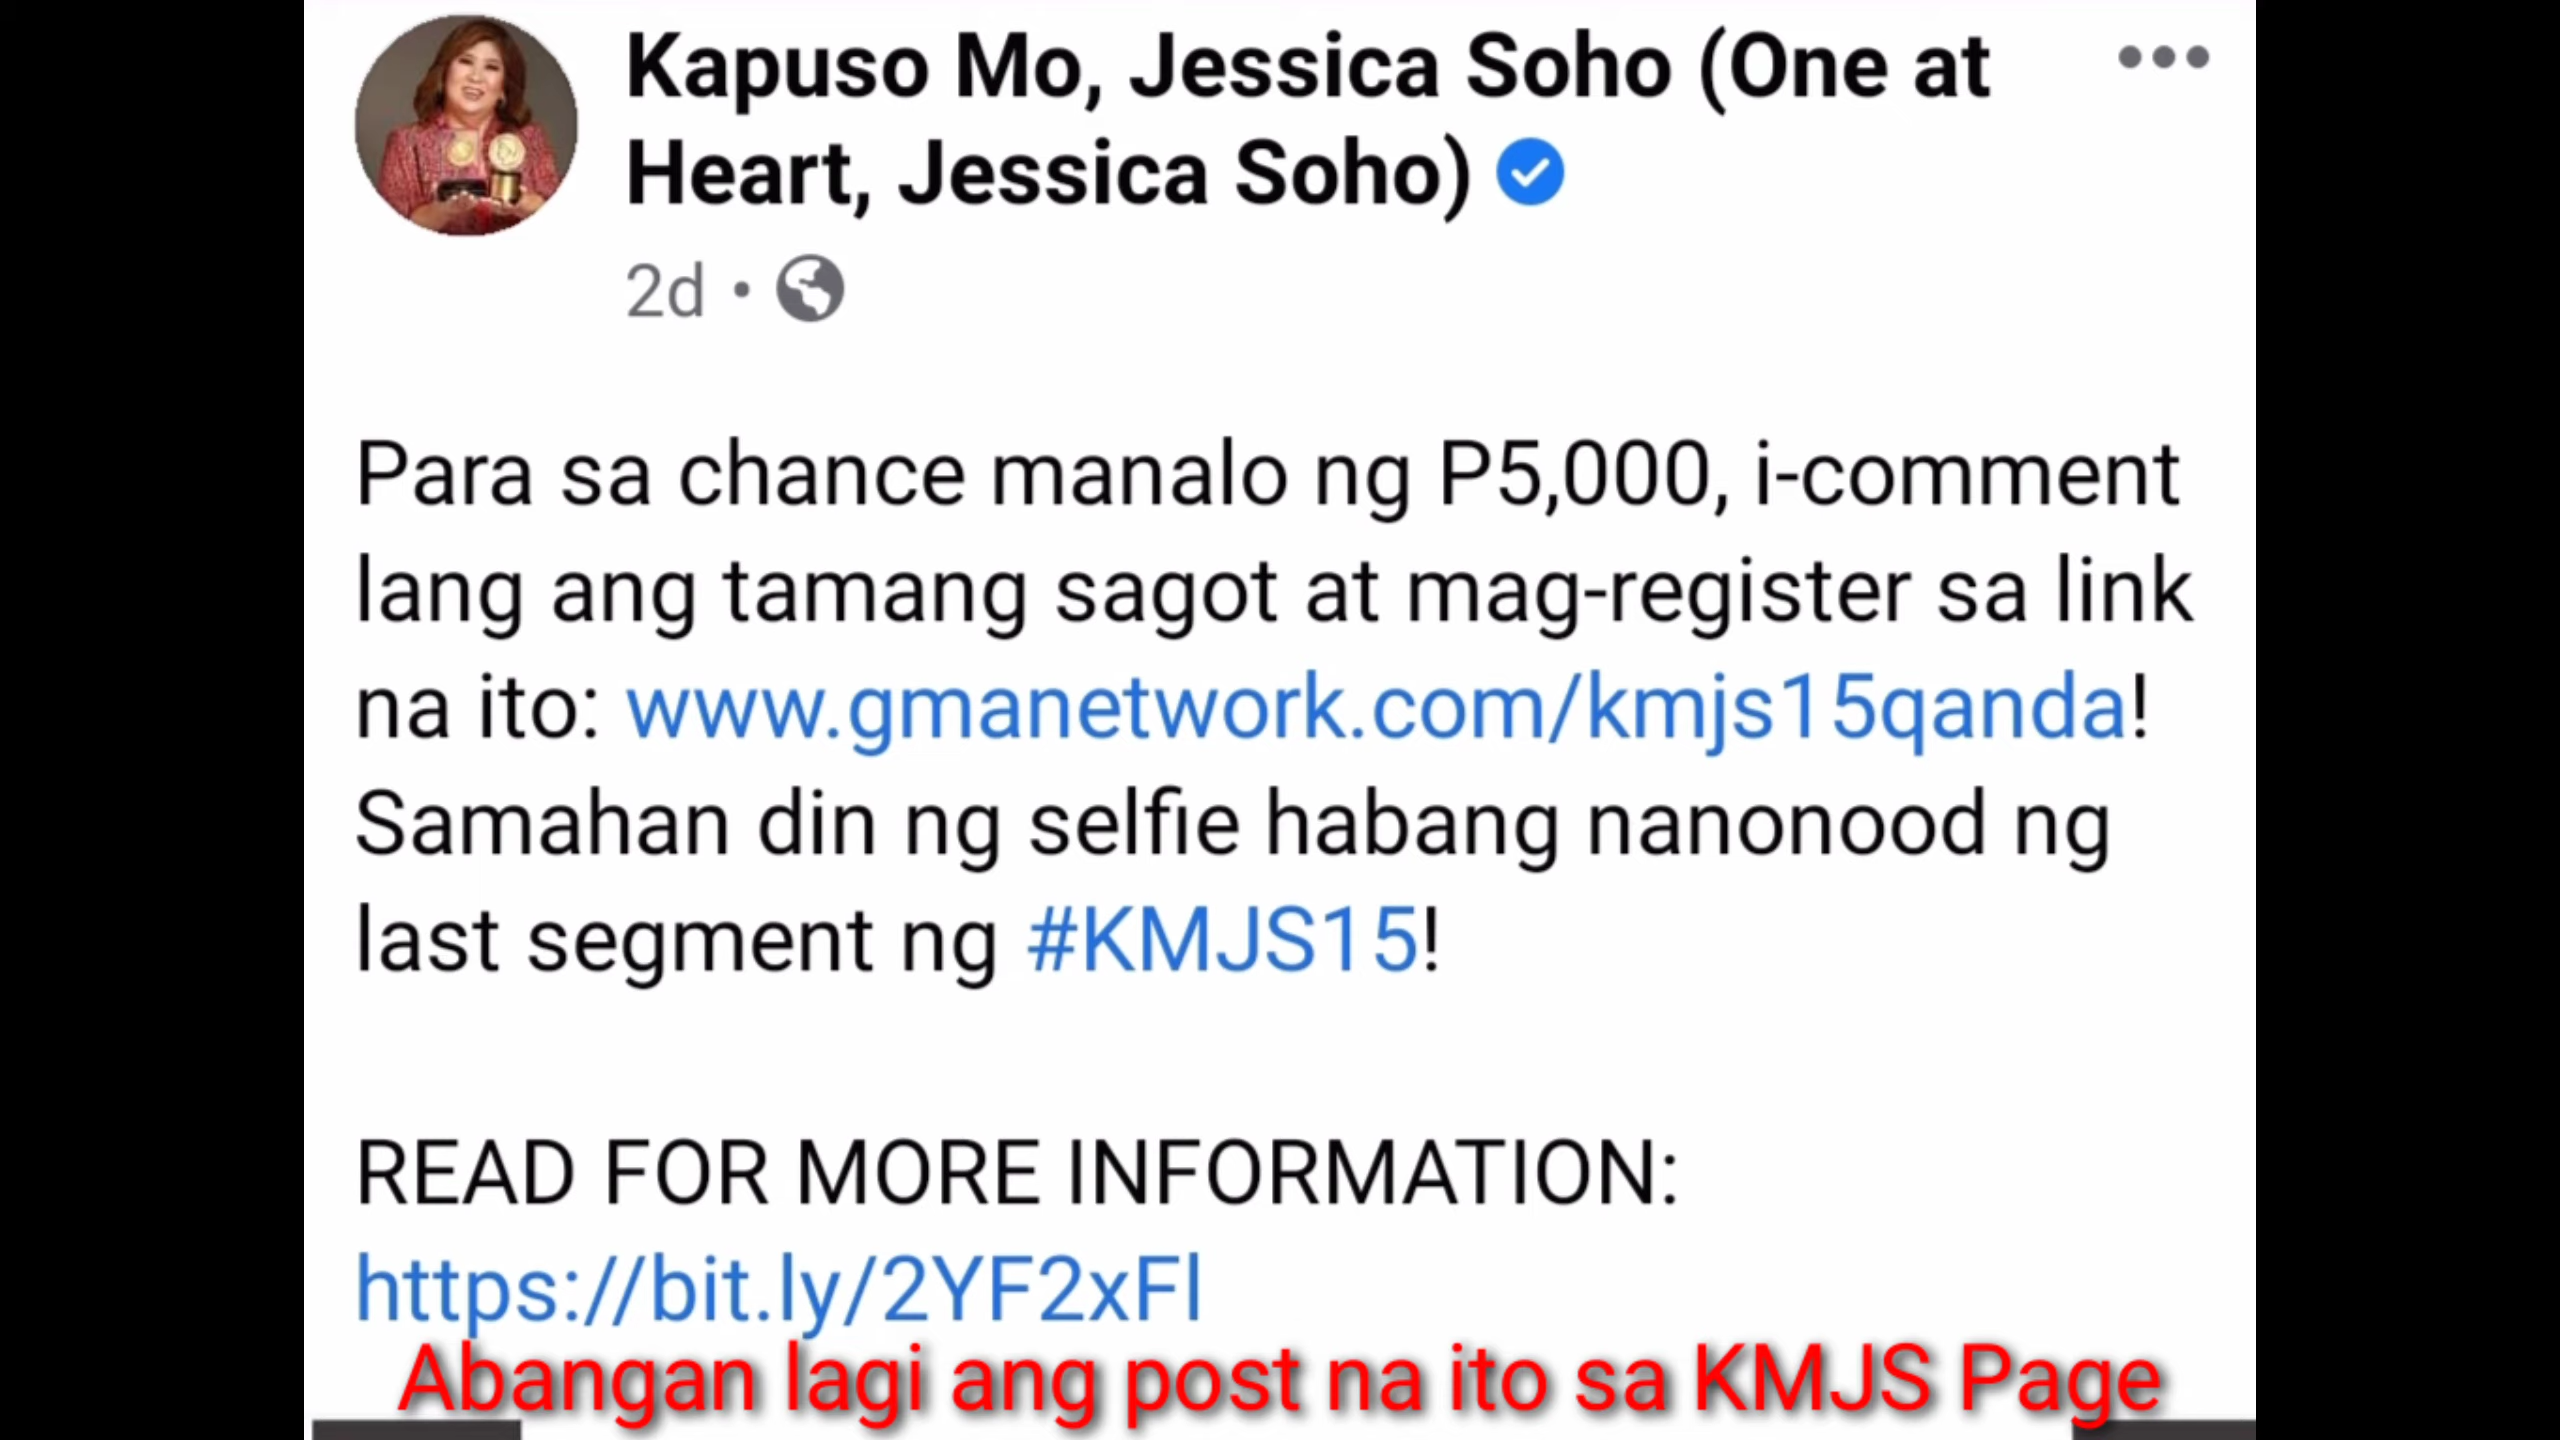 Kapuso Mo, Jessica Soho (One at
Heart, Jessica Soho)
2d •
Para sa chance manalo ng P5,000, i-comment
lang ang tamang sagot at mag-register sa link
na ito: www.gmanetwork.com/kmjs15qanda!
Samahan din ng selfie habang nanonood ng
last segment ng #KMJS15!
READ FOR MORE INFORMATION:
https://bit.ly/2YF2xFl
Abangan lagi ang post na ito sa KMJS Page